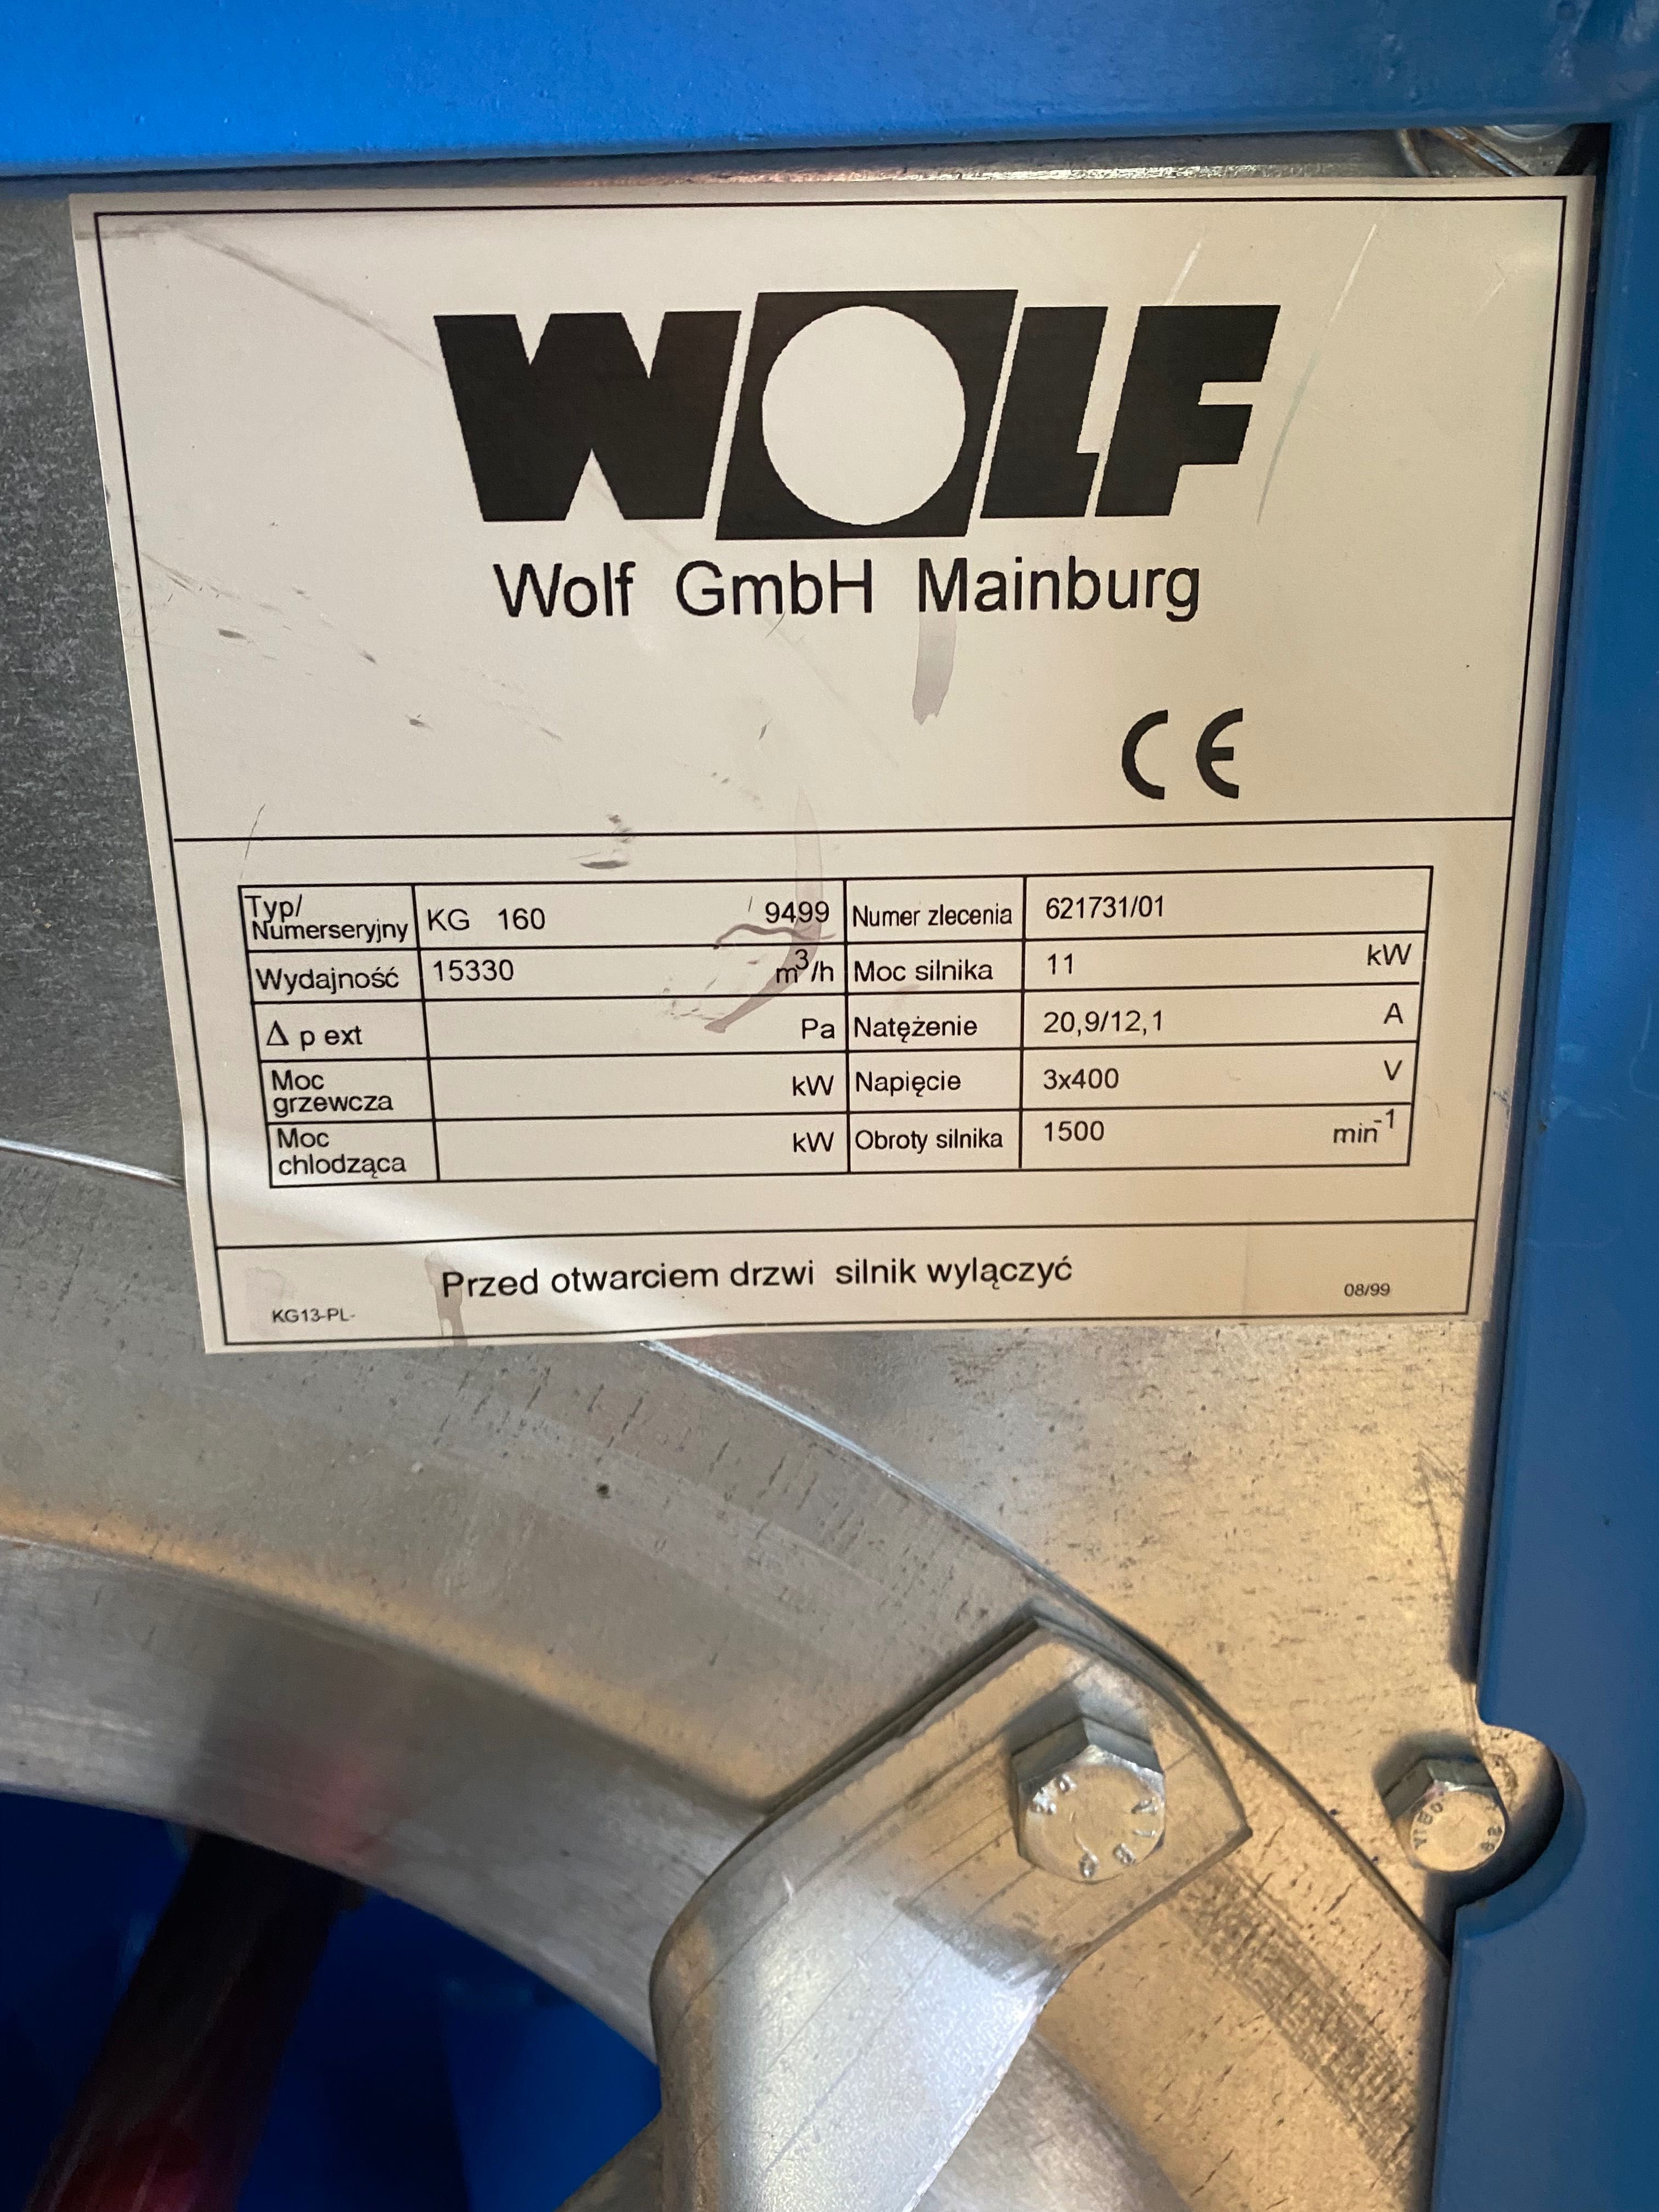 WOLF
Wolf GmbH Mainburg
CE
Typ/ Numerseryjny KG 160 / 9499 Numer zlecenia 621731/01
Wydajność 15330 m³/h Moc silnika 11 kW
Δ p ext Pa Natężenie 20,9/12,1 A
Moc grzewcza kW Napięcie 3x400 V
Moc chlodząca kW Obroty silnika 1500 min⁻¹
Przed otwarciem drzwi silnik wylączyć
KG13-PL-
08/99